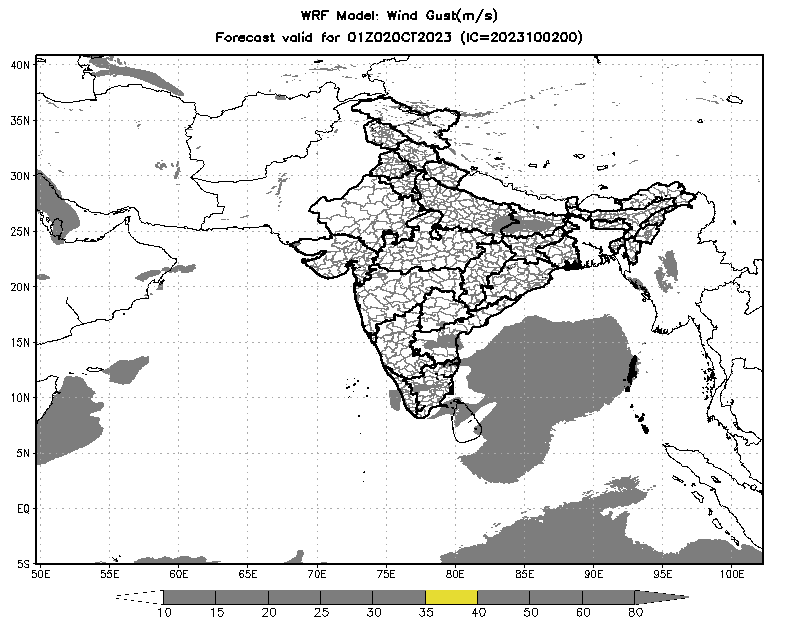 WRF Model: Wind Gust(m/s)
Forecast valid for 01Z02OCT2023 (IC=2023100200)
40N
35N
30N
25N
20N
15N
10N
5N
EQ
5S
50E 55E 60E 65E 70E 75E 80E 85E 90E 95E 100E
10 15 20 25 30 35 40 50 60 80